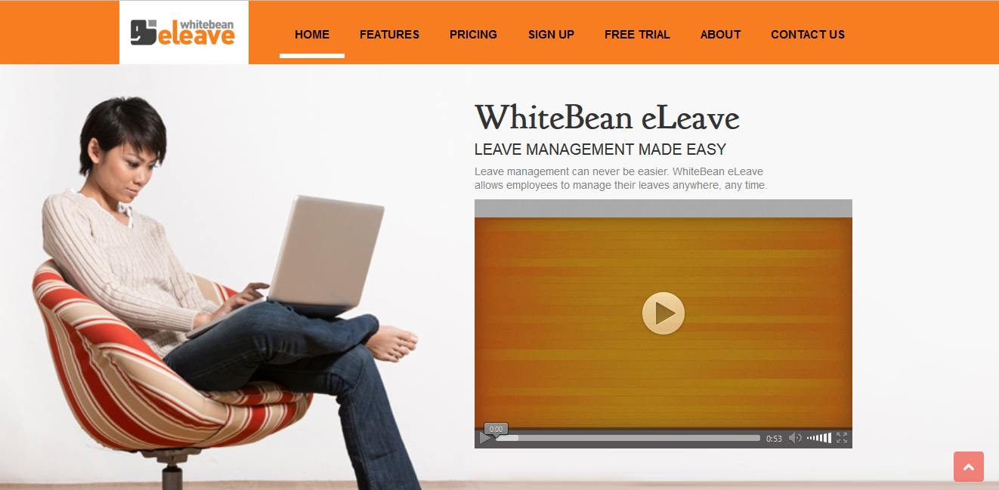 whitebean
eleave
HOME
FEATURES
PRICING
SIGN UP
FREE TRIAL
ABOUT
CONTACT US
WhiteBean eLeave
LEAVE MANAGEMENT MADE EASY
Leave management can never be easier. WhiteBean eLeave
allows employees to manage their leaves anywhere, any time.
0:00
0:53